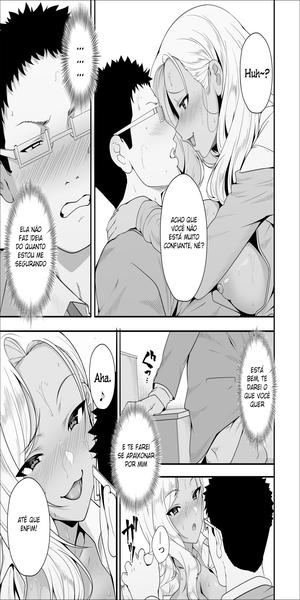 Huh~?
...
...
...
ACHO QUE
VOCÊ NÃO
ESTÁ MUITO
CONFIANTE, NÉ?
ELA NÃO
FAZ IDEIA
DO QUANTO
ESTOU ME
SEGURANDO
ESTÁ
BEM, TE
DAREI O
QUE VOCÊ
QUER
Aha.
♪
E TE FAREI
SE
APAIXONAR
POR MIM
ATÉ
QUE
ENFIM!